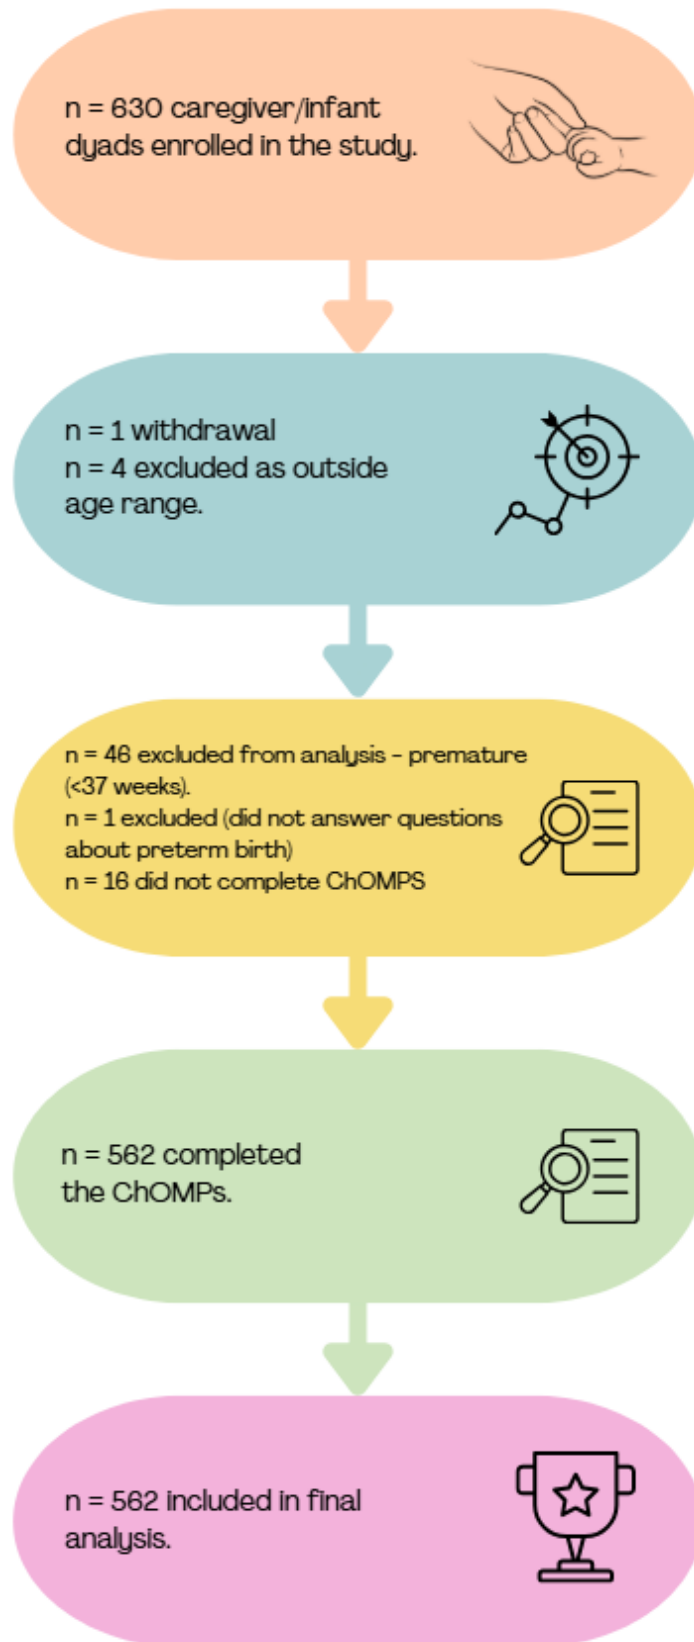 n = 630 caregiver/infant
dyads enrolled in the study.
n = 1 withdrawal
n = 4 excluded as outside
age range.
n = 46 excluded from analysis - premature
(<37 weeks).
n = 1 excluded (did not answer questions
about preterm birth)
n = 16 did not complete ChOMPS
n = 562 completed
the ChOMPs.
n = 562 included in final
analysis.